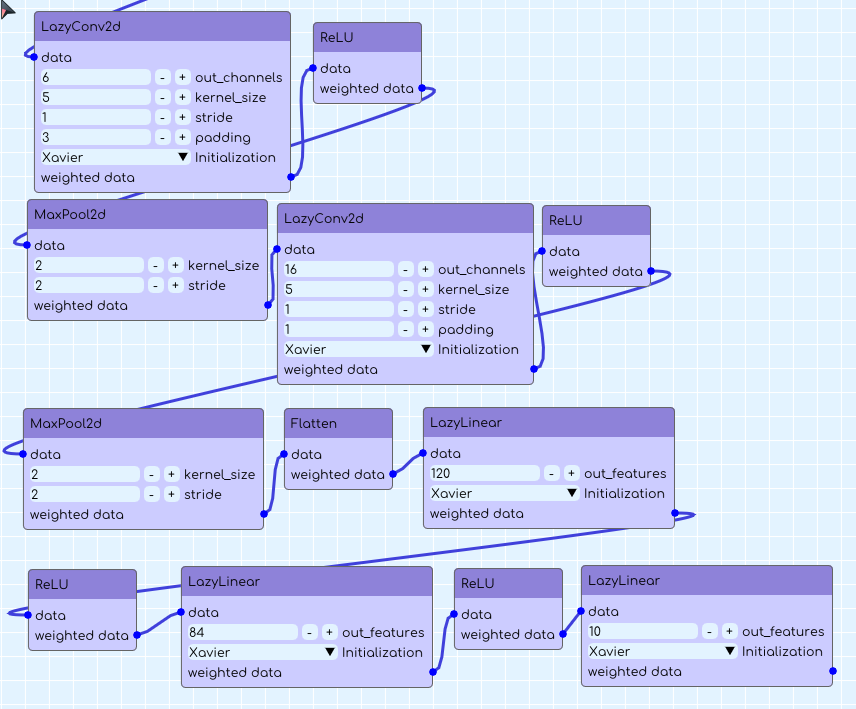 LazyConv2d
data
6 - + out_channels
5 - + kernel_size
1 - + stride
3 - + padding
Xavier ▼ Initialization
weighted data
ReLU
data
weighted data
MaxPool2d
data
2 - + kernel_size
2 - + stride
weighted data
LazyConv2d
data
16 - + out_channels
5 - + kernel_size
1 - + stride
1 - + padding
Xavier ▼ Initialization
weighted data
ReLU
data
weighted data
MaxPool2d
data
2 - + kernel_size
2 - + stride
weighted data
Flatten
data
weighted data
LazyLinear
data
120 - + out_features
Xavier ▼ Initialization
weighted data
ReLU
data
weighted data
LazyLinear
data
84 - + out_features
Xavier ▼ Initialization
weighted data
ReLU
data
weighted data
LazyLinear
data
10 - + out_features
Xavier ▼ Initialization
weighted data